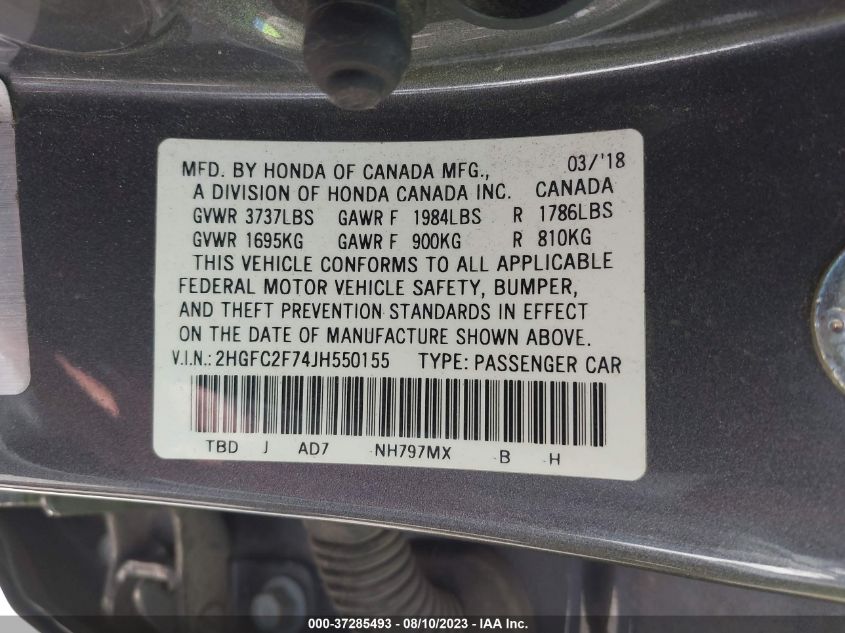 MFD. BY HONDA OF CANADA MFG., 03/'18
A DIVISION OF HONDA CANADA INC. CANADA
GVWR 3737LBS GAWR F 1984LBS R 1786LBS
GVWR 1695KG GAWR F 900KG R 810KG
THIS VEHICLE CONFORMS TO ALL APPLICABLE
FEDERAL MOTOR VEHICLE SAFETY, BUMPER,
AND THEFT PREVENTION STANDARDS IN EFFECT
ON THE DATE OF MANUFACTURE SHOWN ABOVE.
V.I.N.: 2HGFC2F74JH550155 TYPE: PASSENGER CAR
TBD J AD7 NH797MX B H
000-37285493 - 08/10/2023 - IAA Inc.